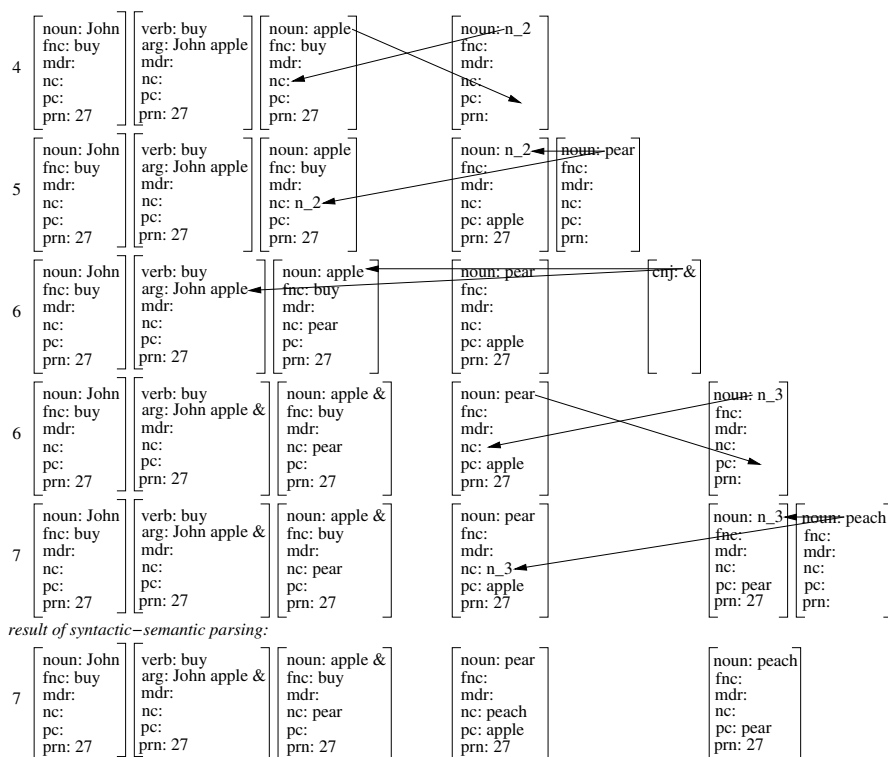 noun: John verb: buy noun: apple noun: n_2
fnc: buy arg: John apple fnc: buy fnc:
mdr: mdr: mdr: mdr:
4 nc: nc: nc: nc:
pc: pc: pc: pc:
prn: 27 prn: 27 prn: 27 prn:
noun: John verb: buy noun: apple noun: n_2 noun: pear
fnc: buy arg: John apple fnc: buy fnc: fnc:
mdr: mdr: mdr: mdr: mdr:
5 nc: nc: nc: n_2 nc: nc:
pc: pc: pc: pc: apple pc:
prn: 27 prn: 27 prn: 27 prn: 27 prn:
noun: John verb: buy noun: apple noun: pear cnj: &
fnc: buy arg: John apple fnc: buy fnc:
mdr: mdr: mdr: mdr:
6 nc: nc: nc: pear nc:
pc: pc: pc: pc: apple
prn: 27 prn: 27 prn: 27 prn: 27
noun: John verb: buy noun: apple & noun: pear noun: n_3
fnc: buy arg: John apple & fnc: buy fnc: fnc:
mdr: mdr: mdr: mdr: mdr:
6 nc: nc: nc: pear nc: nc:
pc: pc: pc: pc: apple pc:
prn: 27 prn: 27 prn: 27 prn: 27 prn:
noun: John verb: buy noun: apple & noun: pear noun: n_3 noun: peach
fnc: buy arg: John apple & fnc: buy fnc: fnc: fnc:
mdr: mdr: mdr: mdr: mdr: mdr:
7 nc: nc: nc: pear nc: n_3 nc: nc:
pc: pc: pc: pc: apple pc: pear pc:
prn: 27 prn: 27 prn: 27 prn: 27 prn: 27 prn:
result of syntactic−semantic parsing:
noun: John verb: buy noun: apple & noun: pear noun: peach
fnc: buy arg: John apple & fnc: buy fnc: fnc:
mdr: mdr: mdr: mdr: mdr:
7 nc: nc: nc: pear nc: peach nc:
pc: pc: pc: pc: apple pc: pear
prn: 27 prn: 27 prn: 27 prn: 27 prn: 27